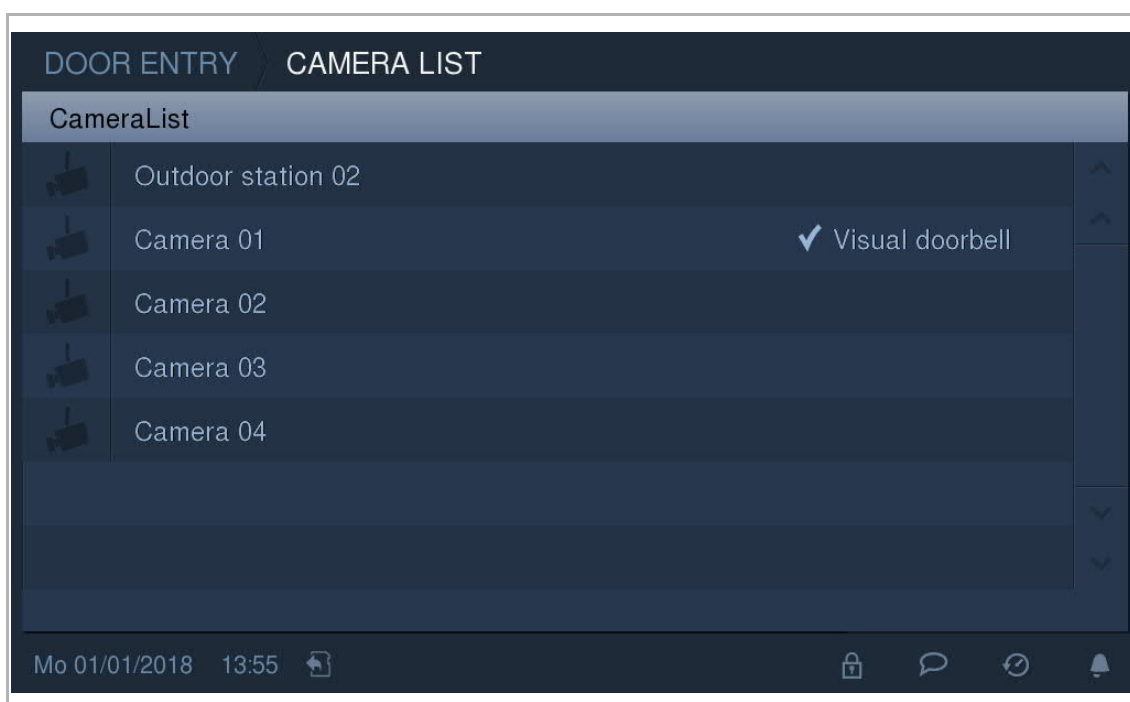 DOOR ENTRY CAMERA LIST
CameraList
Outdoor station 02
Camera 01 Visual doorbell
Camera 02
Camera 03
Camera 04
Mo 01/01/2018 13:55